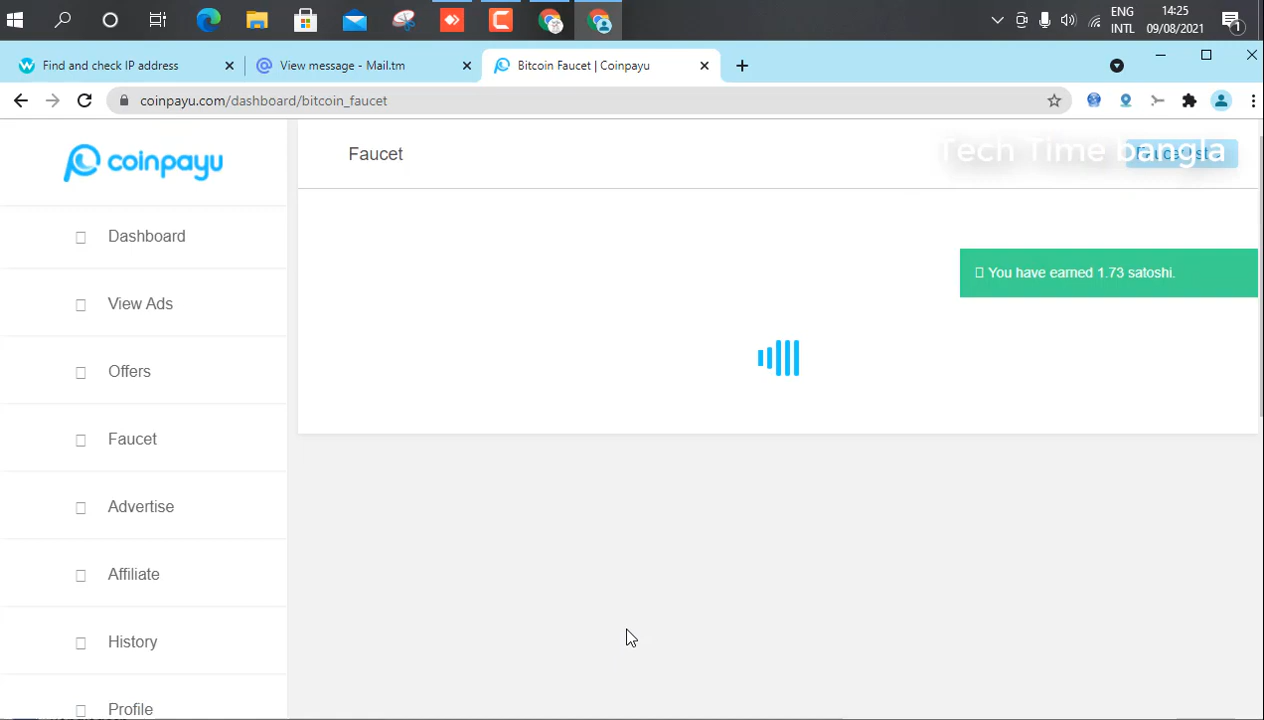 ENG
14:25
INTL
09/08/2021
1
Find and check IP address
View message - Mail.tm
Bitcoin Faucet | Coinpayu
coinpayu.com/dashboard/bitcoin_faucet
coinpayu
Faucet
Tech Time bangla
Dashboard
You have earned 1.73 satoshi.
View Ads
Offers
Faucet
Advertise
Affiliate
History
Profile